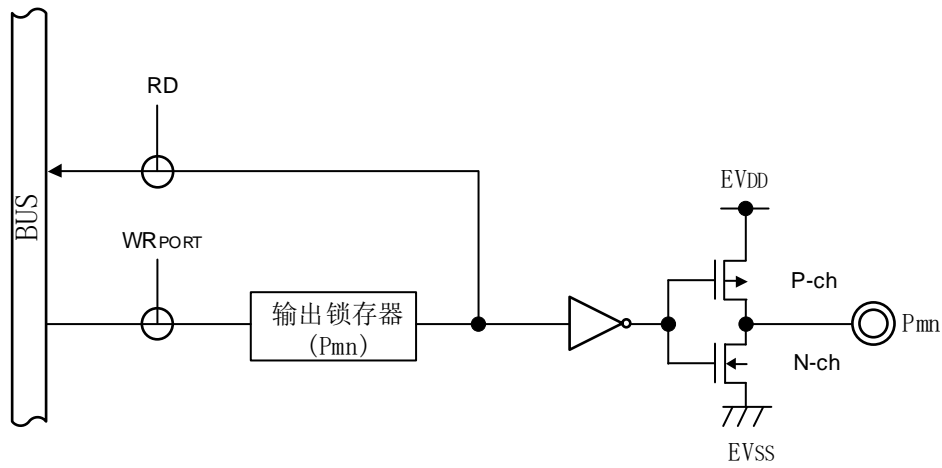 RD
BUS
WRPORT
输出锁存器
(Pmn)
EVDD
P-ch
Pmn
N-ch
EVSS